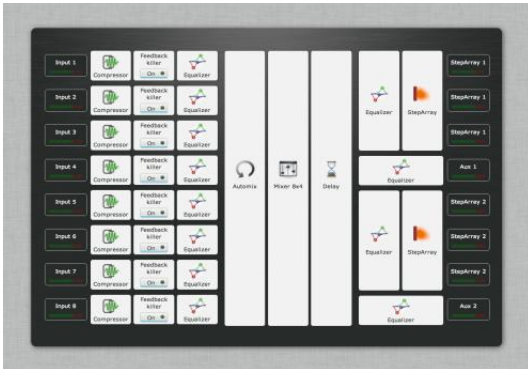 Input 1
Compressor
Feedback
killer
On
Equalizer
Input 2
Compressor
Feedback
killer
On
Equalizer
Input 3
Compressor
Feedback
killer
On
Equalizer
Input 4
Compressor
Feedback
killer
On
Equalizer
Input 5
Compressor
Feedback
killer
On
Equalizer
Input 6
Compressor
Feedback
killer
On
Equalizer
Input 7
Compressor
Feedback
killer
On
Equalizer
Input 8
Compressor
Feedback
killer
On
Equalizer
Automix
Mixer 8x4
Delay
Equalizer
StepArray
Equalizer
Equalizer
StepArray
Equalizer
StepArray 1
StepArray 1
StepArray 1
Aux 1
StepArray 2
StepArray 2
StepArray 2
Aux 2